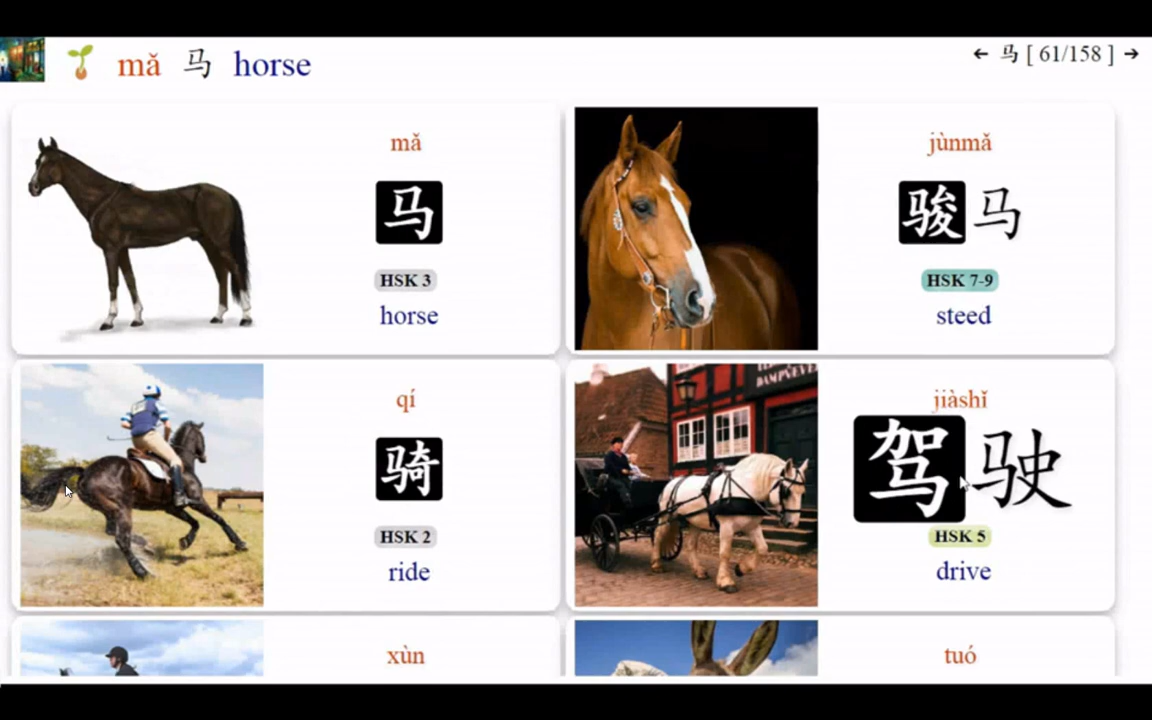 mǎ 马 horse
← 马 [ 61/158 ] →
mǎ
马
HSK 3
horse
jùnmǎ
骏马
HSK 7-9
steed
qí
骑
HSK 2
ride
DAMPSNEVE
jiàshǐ
驾驶
HSK 5
drive
xùn
tuó